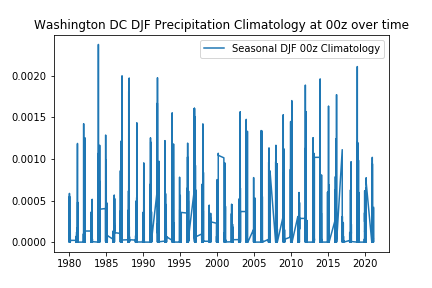 Washington DC DJF Precipitation Climatology at 00z over time
Seasonal DJF 00z Climatology
0.0020
0.0015
0.0010
0.0005
0.0000
1980 1985 1990 1995 2000 2005 2010 2015 2020